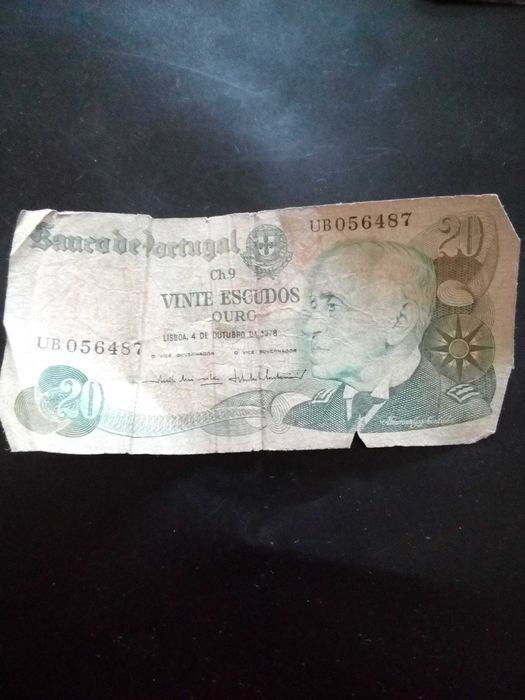 Banco de Portugal
UB056487
20
Ch.9
VINTE ESCUDOS
OURO
LISBOA, 4 DE OUTUBRO DE 1978
UB056487
O VICE GOVERNADOR O VICE GOVERNADOR
20